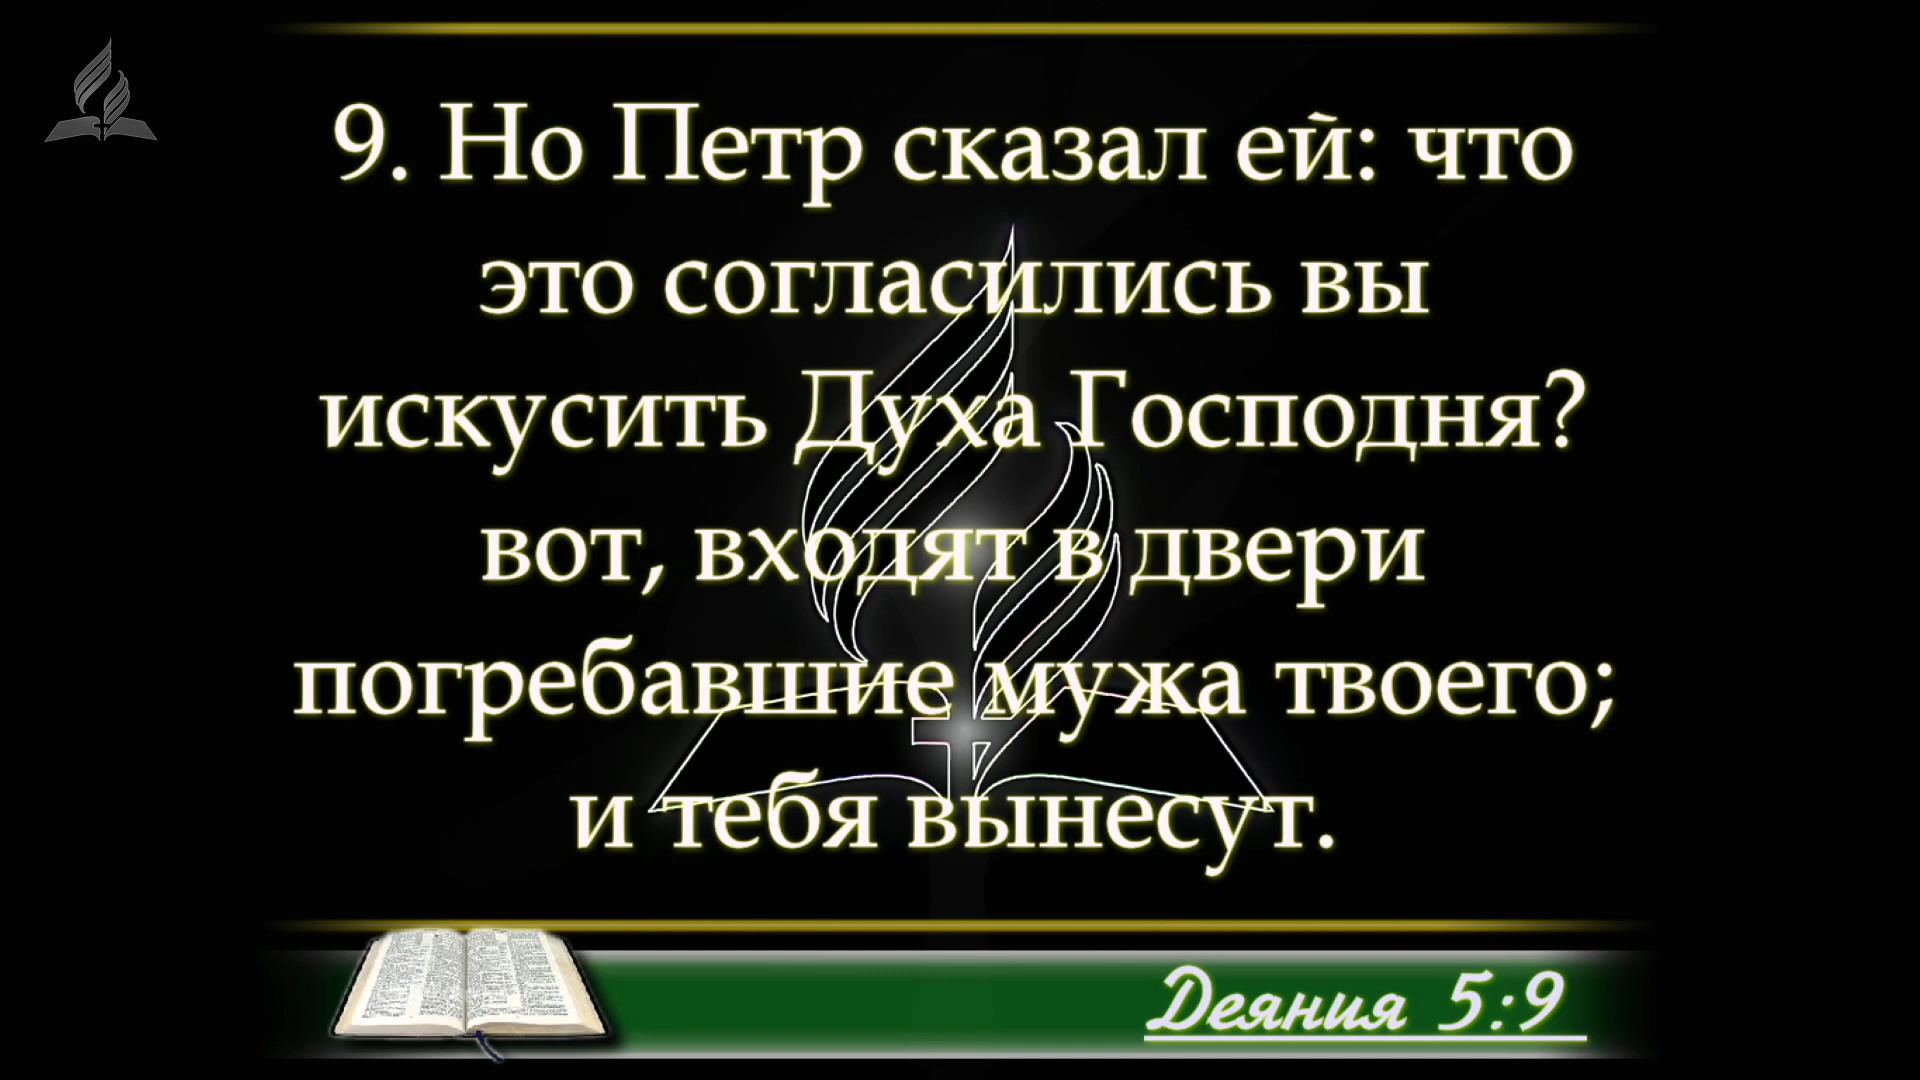 9. Но Петр сказал ей: что
это согласились вы
искусить Духа Господня?
вот, входят в двери
погребавшие мужа твоего;
и тебя вынесут.
Деяния 5:9